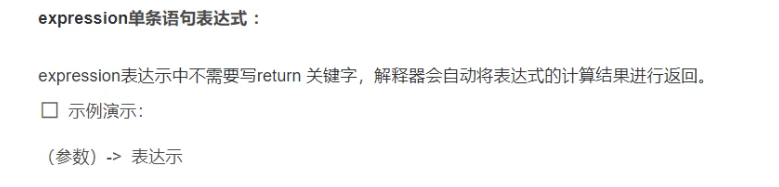 expression单条语句表达式：
expression表达示中不需要写return 关键字，解释器会自动将表达式的计算结果进行返回。
☐ 示例演示：
（参数）-> 表达示